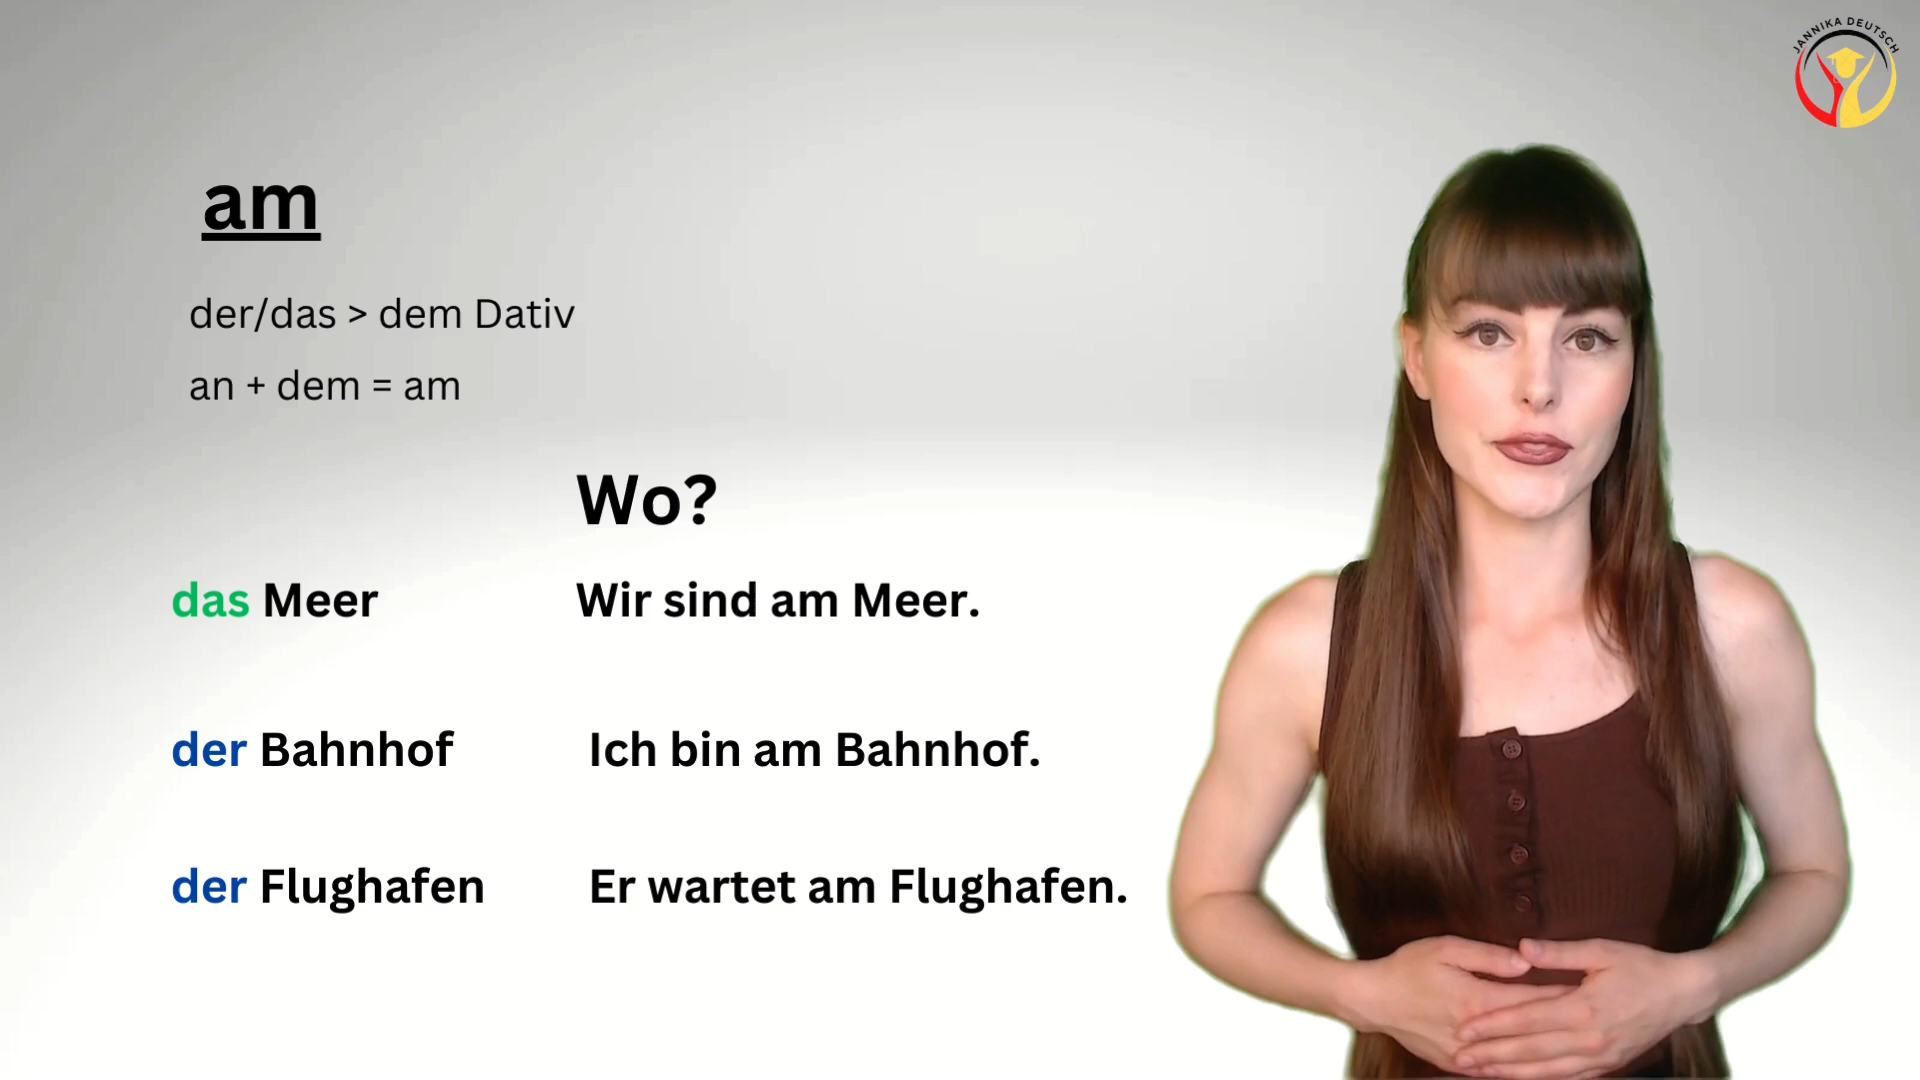 JANNIKA DEUTSCH
am
der/das > dem Dativ
an + dem = am
Wo?
das Meer Wir sind am Meer.
der Bahnhof Ich bin am Bahnhof.
der Flughafen Er wartet am Flughafen.